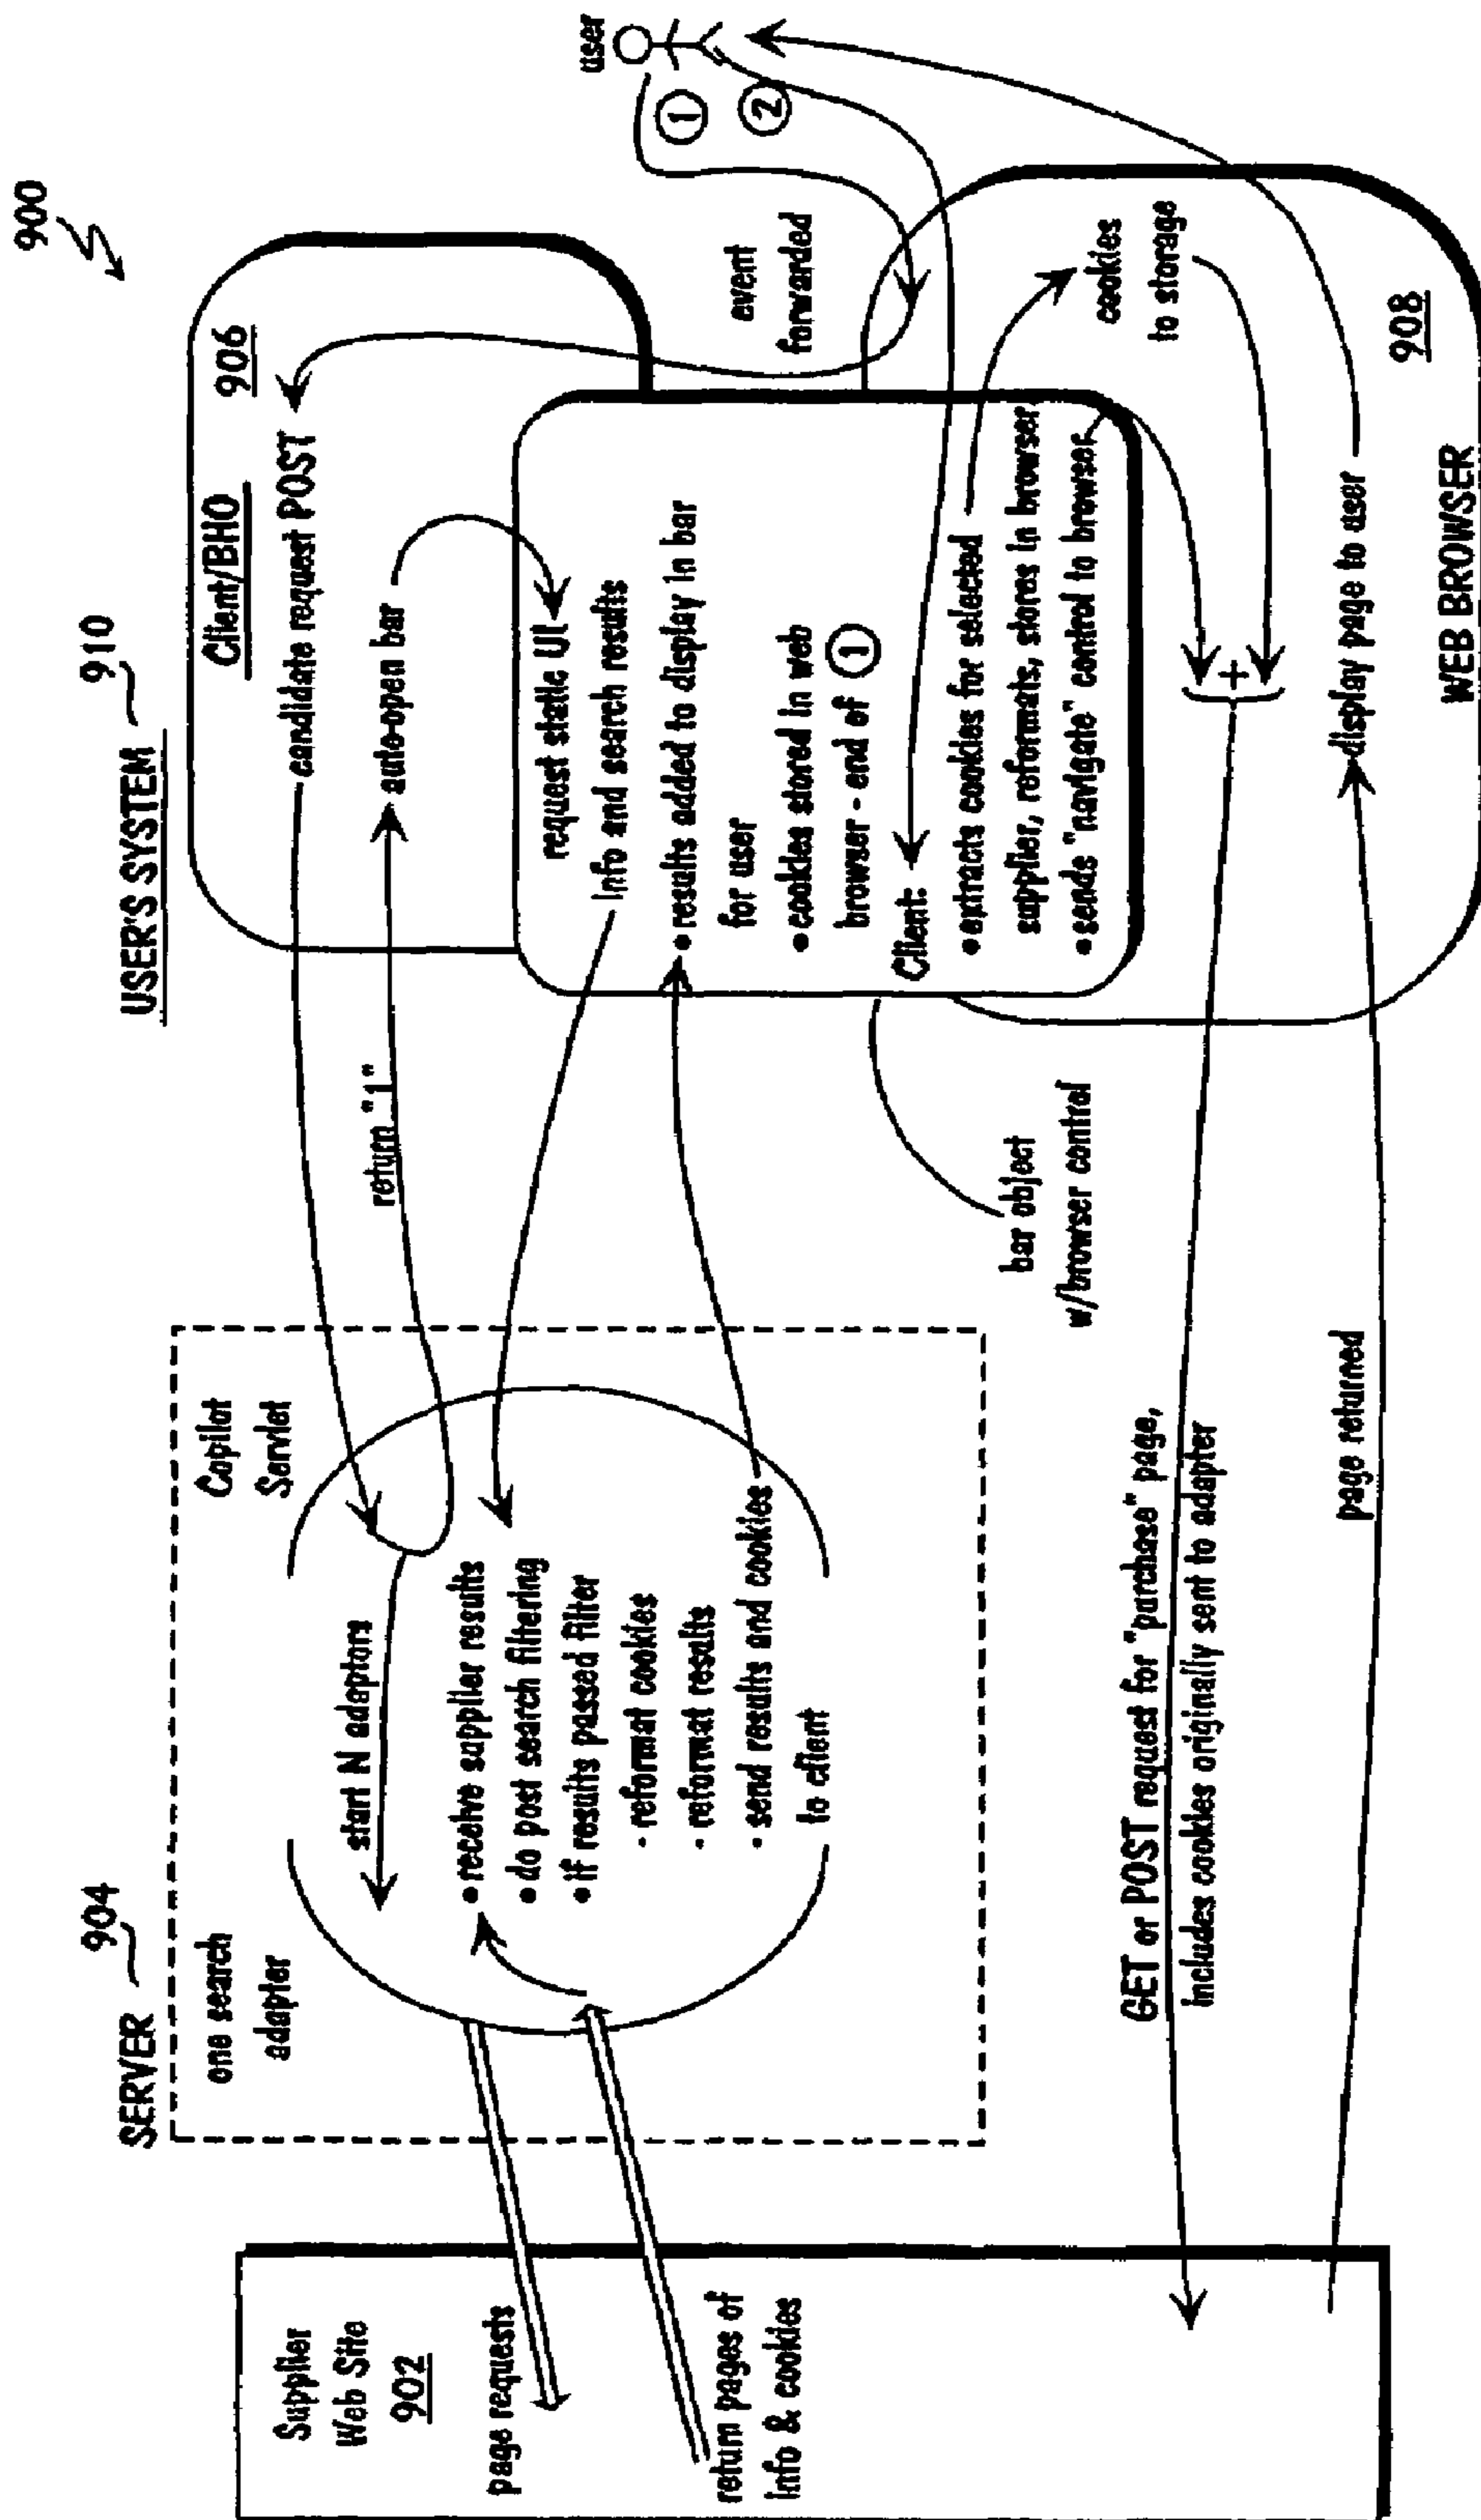 900
USER'S SYSTEM 910
SERVER 904
Supplier
Web Site
902
page requests
return pages of
info & cookies
one search
adapter
Copilot
Servlet
start N adaptors
• receive supplier results
• do post search filtering
• if results passed filter
- reformat cookies
- reformat results
• send results and cookies
to client
return "1"
Client/BHO 906
candidate request POST
auto-open bar
request static UI
info and search results
• results added to display in bar
for user
• cookies stored in web
browser - end of ①
Client:
• extracts cookies for selected
supplier, reformats, stores in browser
• sends "navigate" control to browser
bar object
w/browser control
user
①
②
event
forwarded
cookies
to storage
+
GET or POST request for "purchase" page,
includes cookies originally sent to adapter
page returned
display page to user
908
WEB BROWSER